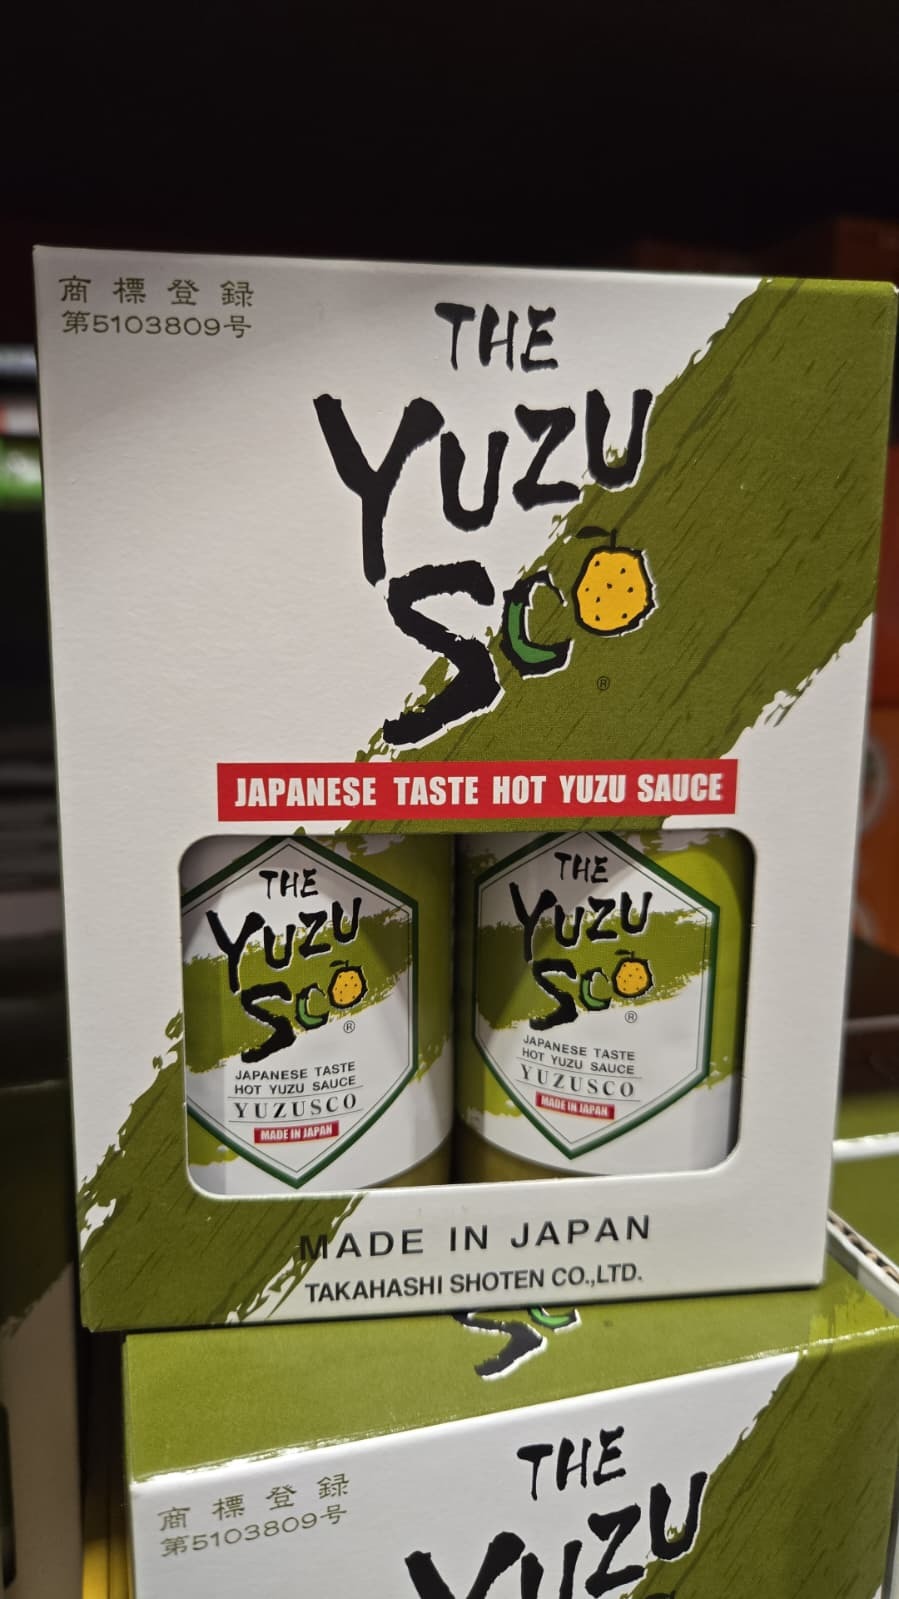 商標登録
第5103809号
THE
YUZU
SCO
®
JAPANESE TASTE HOT YUZU SAUCE
THE
YUZU
SCO
®
JAPANESE TASTE
HOT YUZU SAUCE
YUZUSCO
MADE IN JAPAN
THE
YUZU
SCO
®
JAPANESE TASTE
HOT YUZU SAUCE
YUZUSCO
MADE IN JAPAN
MADE IN JAPAN
TAKAHASHI SHOTEN CO.,LTD.
商標登録
第5103809号
THE
YUZU